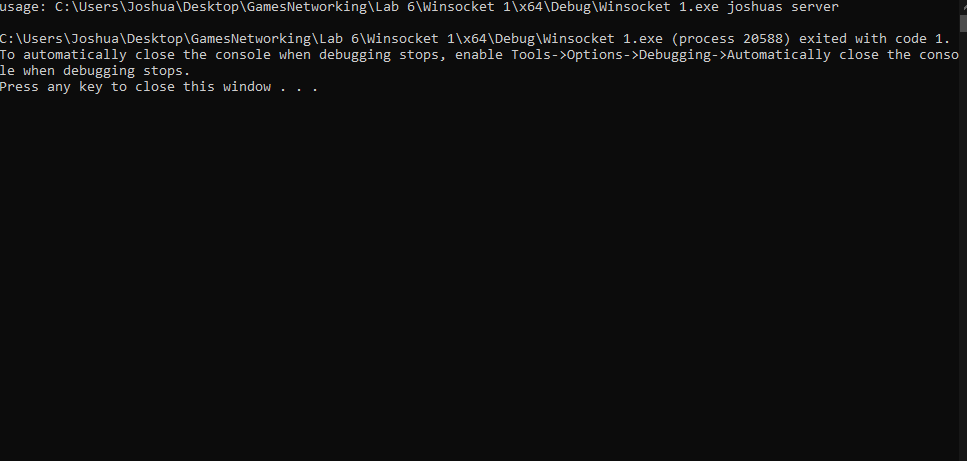 usage: C:\Users\Joshua\Desktop\GamesNetworking\Lab 6\Winsocket 1\x64\Debug\Winsocket 1.exe joshuas server
C:\Users\Joshua\Desktop\GamesNetworking\Lab 6\Winsocket 1\x64\Debug\Winsocket 1.exe (process 20588) exited with code 1.
To automatically close the console when debugging stops, enable Tools->Options->Debugging->Automatically close the conso
le when debugging stops.
Press any key to close this window . . .